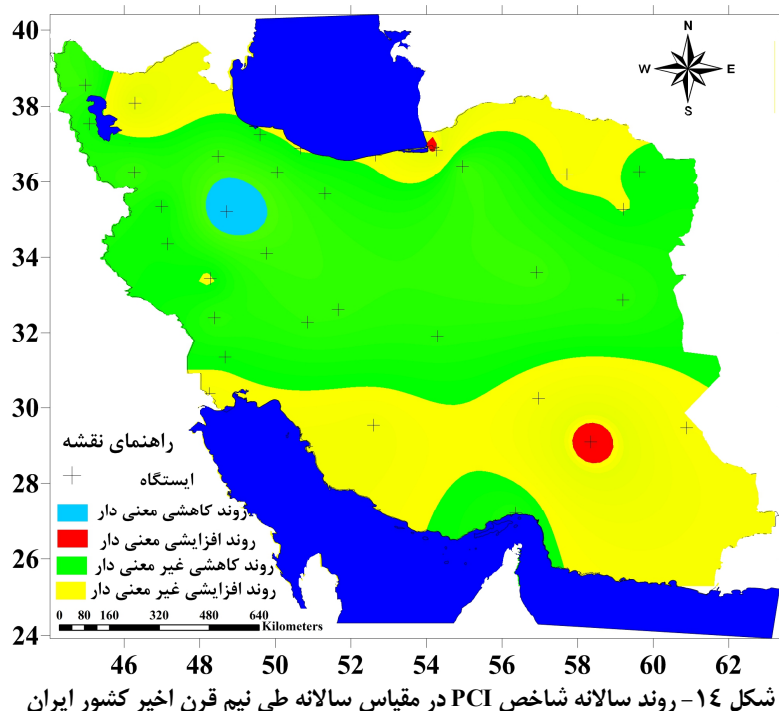 40
38
36
34
32
30
28
26
24
N
W E
S
راهنمای نقشه
ایستگاه
روند کاهشی معنی دار
روند افزایشی معنی دار
روند کاهشی غیر معنی دار
روند افزایشی غیر معنی دار
0 80 160 320 480 640
Kilometers
46 48 50 52 54 56 58 60 62
شکل ١٤- روند سالانه شاخص PCI در مقیاس سالانه طی نیم قرن اخیر کشور ایران